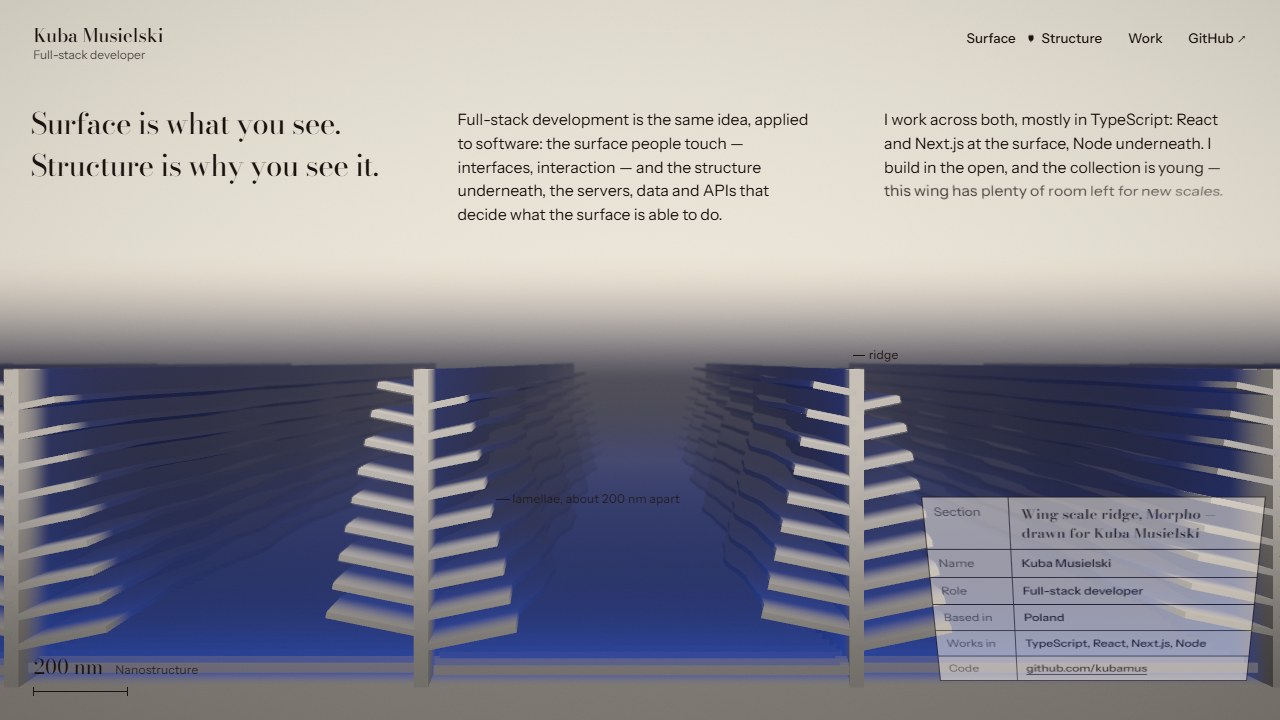 Kuba Musielski
Full-stack developer
Surface
Structure
Work
GitHub ↗
Surface is what you see.
Structure is why you see it.
Full-stack development is the same idea, applied
to software: the surface people touch —
interfaces, interaction — and the structure
underneath, the servers, data and APIs that
decide what the surface is able to do.
I work across both, mostly in TypeScript: React
and Next.js at the surface, Node underneath. I
build in the open, and the collection is young —
this wing has plenty of room left for new scales.
— ridge
— lamellae, about 200 nm apart
Section
Wing scale ridge, Morpho —
drawn for Kuba Musielski
Name
Kuba Musielski
Role
Full-stack developer
Based in
Poland
Works in
TypeScript, React, Next.js, Node
Code
github.com/kubamus
200 nm
Nanostructure